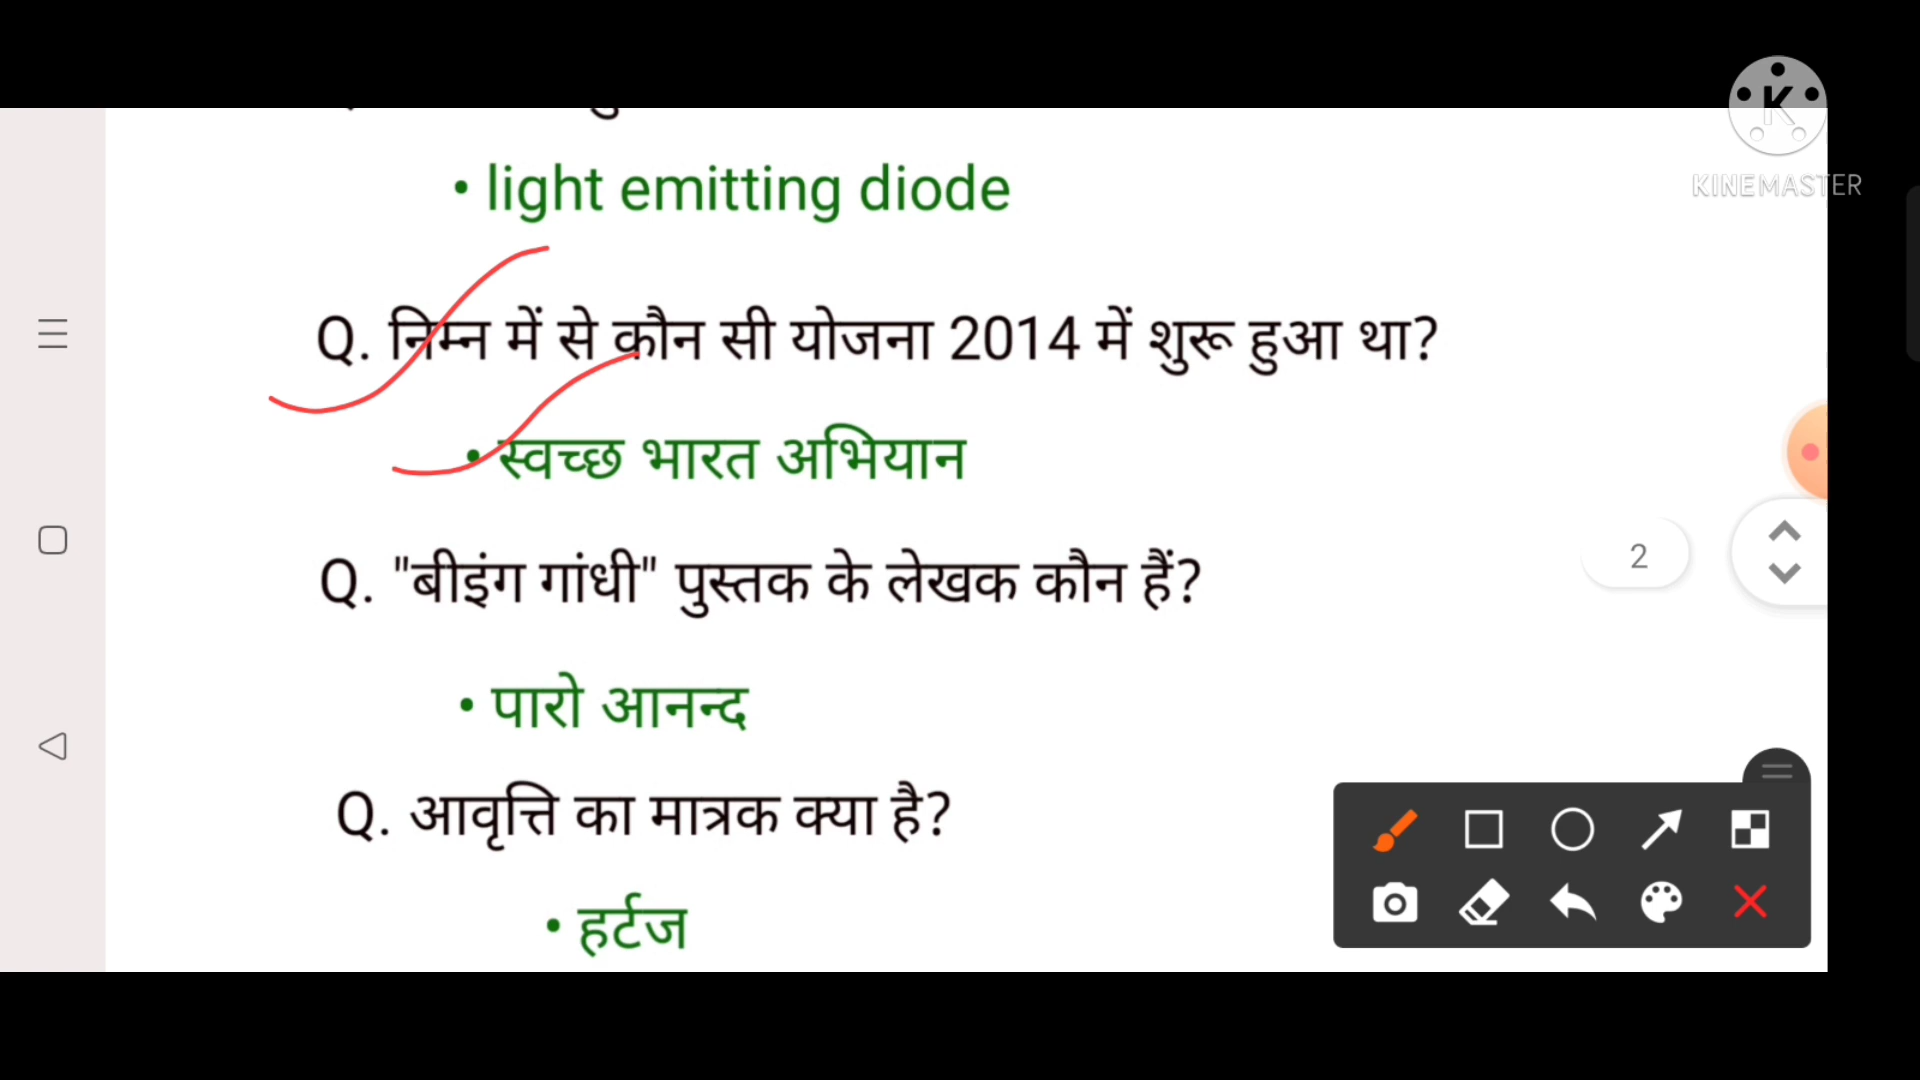 • light emitting diode
K
KINEMASTER
Q. निम्न में से कौन सी योजना 2014 में शुरू हुआ था?
• स्वच्छ भारत अभियान
Q. "बीइंग गांधी" पुस्तक के लेखक कौन हैं?
2
• पारो आनन्द
Q. आवृत्ति का मात्रक क्या है?
• हर्टज